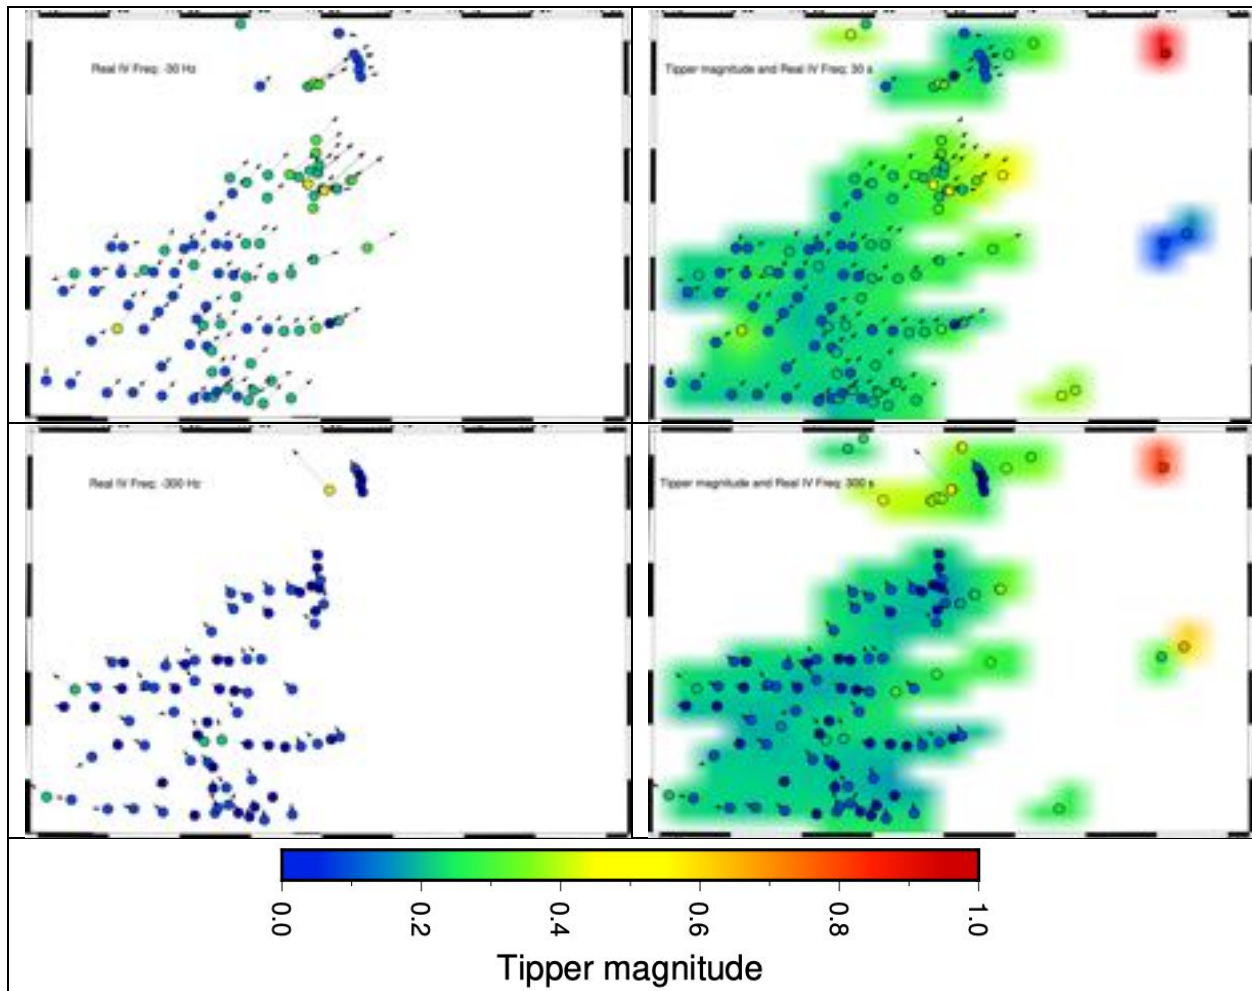 Real IV Freq: -30 Hz
Tipper magnitude and Real IV Freq: 30 s
Real IV Freq: -300 Hz
Tipper magnitude and Real IV Freq: 300 s
0.0 0.2 0.4 0.6 0.8 1.0
Tipper magnitude